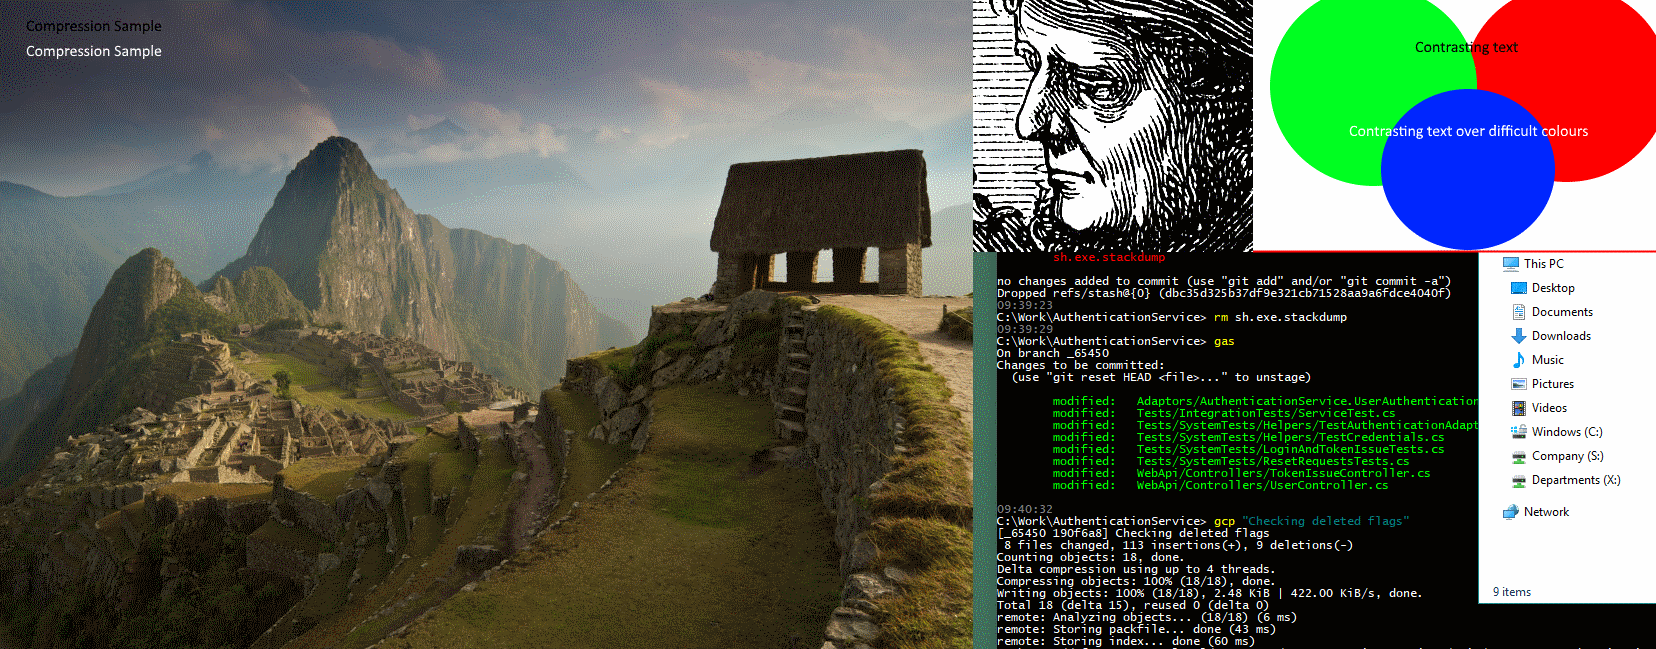 Compression Sample
Compression Sample
Contrasting text
Contrasting text over difficult colours
sh.exe.stackdump
no changes added to commit (use "git add" and/or "git commit -a")
Dropped refs/stash@{0} (dbc35d325b37df9e321cb71528aa9a6fdce4040f)
09:39:23
C:\Work\AuthenticationService> rm sh.exe.stackdump
09:39:29
C:\Work\AuthenticationService> gas
On branch _65450
Changes to be committed:
(use "git reset HEAD <file>..." to unstage)
modified: Adaptors/AuthenticationService.UserAuthentication
modified: Tests/IntegrationTests/ServiceTest.cs
modified: Tests/SystemTests/Helpers/TestAuthenticationAdapt
modified: Tests/SystemTests/Helpers/TestCredentials.cs
modified: Tests/SystemTests/LoginAndTokenIssueTests.cs
modified: Tests/SystemTests/ResetRequestsTests.cs
modified: WebApi/Controllers/TokenIssueController.cs
modified: WebApi/Controllers/UserController.cs
09:40:32
C:\Work\AuthenticationService> gcp "Checking deleted flags"
[_65450 190f6a8] Checking deleted flags
8 files changed, 113 insertions(+), 9 deletions(-)
Counting objects: 18, done.
Delta compression using up to 4 threads.
Compressing objects: 100% (18/18), done.
Writing objects: 100% (18/18), 2.48 KiB | 422.00 KiB/s, done.
Total 18 (delta 15), reused 0 (delta 0)
remote: Analyzing objects... (18/18) (6 ms)
remote: Storing packfile... done (43 ms)
remote: Storing index... done (60 ms)
This PC
Desktop
Documents
Downloads
Music
Pictures
Videos
Windows (C:)
Company (S:)
Departments (X:)
Network
9 items